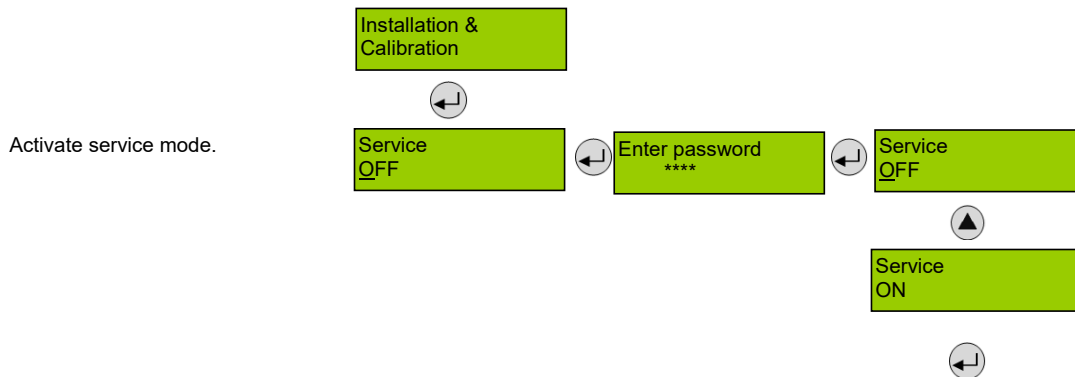 Installation &
Calibration
Activate service mode.
Service
OFF
Enter password
****
Service
OFF
Service
ON